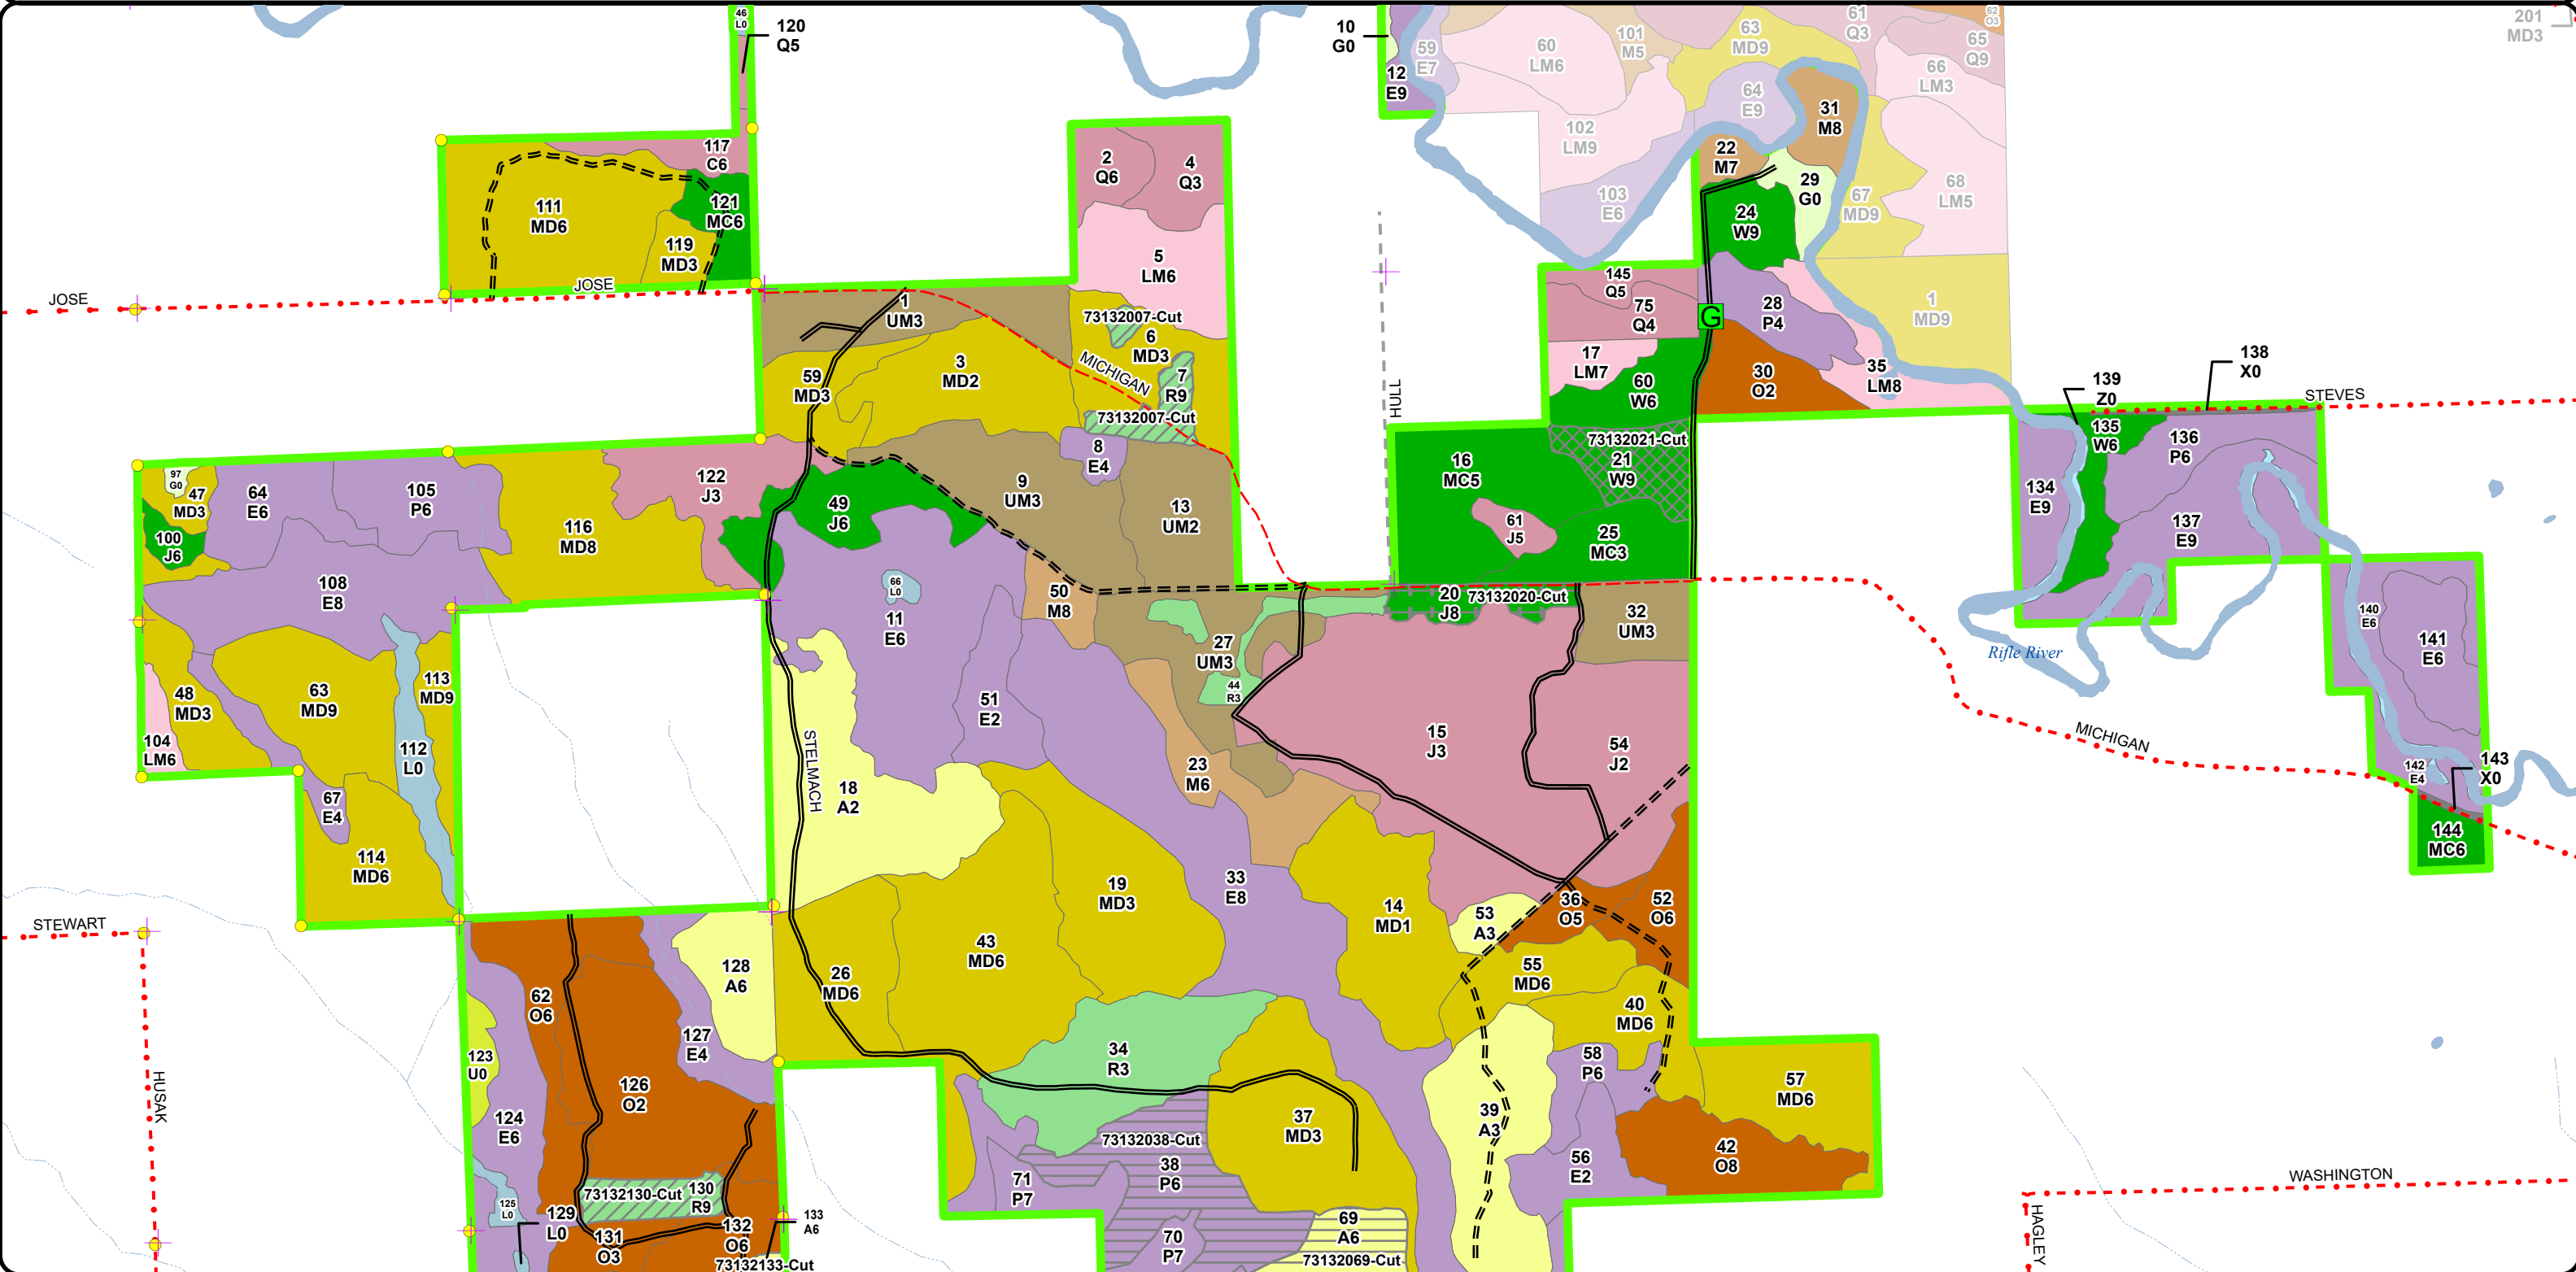 46
L0
120
Q5
10
G0
12
E9
59
E7
60
LM6
101
M5
63
MD9
61
Q3
62
O3
65
Q9
66
LM3
201
MD3
64
E9
31
M8
102
LM9
22
M7
103
E6
29
G0
67
MD9
68
LM5
24
W9
117
C6
111
MD6
121
MC6
119
MD3
2
Q6
4
Q3
5
LM6
JOSE
JOSE
1
UM3
73132007-Cut
6
MD3
MICHIGAN
7
R9
73132007-Cut
3
MD2
59
MD3
HULL
145
Q5
75
Q4
G
28
P4
1
MD9
17
LM7
60
W6
30
O2
35
LM8
138
X0
139
Z0
STEVES
135
W6
136
P6
134
E9
137
E9
97
G0
47
MD3
64
E6
105
P6
116
MD8
122
J3
100
J6
108
E8
49
J6
9
UM3
8
E4
13
UM2
16
MC5
73132021-Cut
21
W9
61
J5
25
MC3
66
L0
11
E6
50
M8
20
J8
73132020-Cut
32
UM3
27
UM3
44
R3
Rifle River
140
E6
141
E6
48
MD3
63
MD9
113
MD9
104
LM6
112
L0
67
E4
114
MD6
STELMACH
18
A2
51
E2
23
M6
15
J3
54
J2
MICHIGAN
142
E4
143
X0
144
MC6
STEWART
HUSAK
128
A6
62
O6
127
E4
123
U0
126
O2
124
E6
125
L0
129
L0
73132130-Cut
130
R9
131
O3
132
O6
133
A6
73132133-Cut
26
MD6
43
MD6
19
MD3
33
E8
14
MD1
53
A3
36
O5
52
O6
55
MD6
40
MD6
34
R3
37
MD3
58
P6
57
MD6
39
A3
56
E2
42
O8
73132038-Cut
38
P6
71
P7
70
P7
69
A6
73132069-Cut
WASHINGTON
HAGLEY